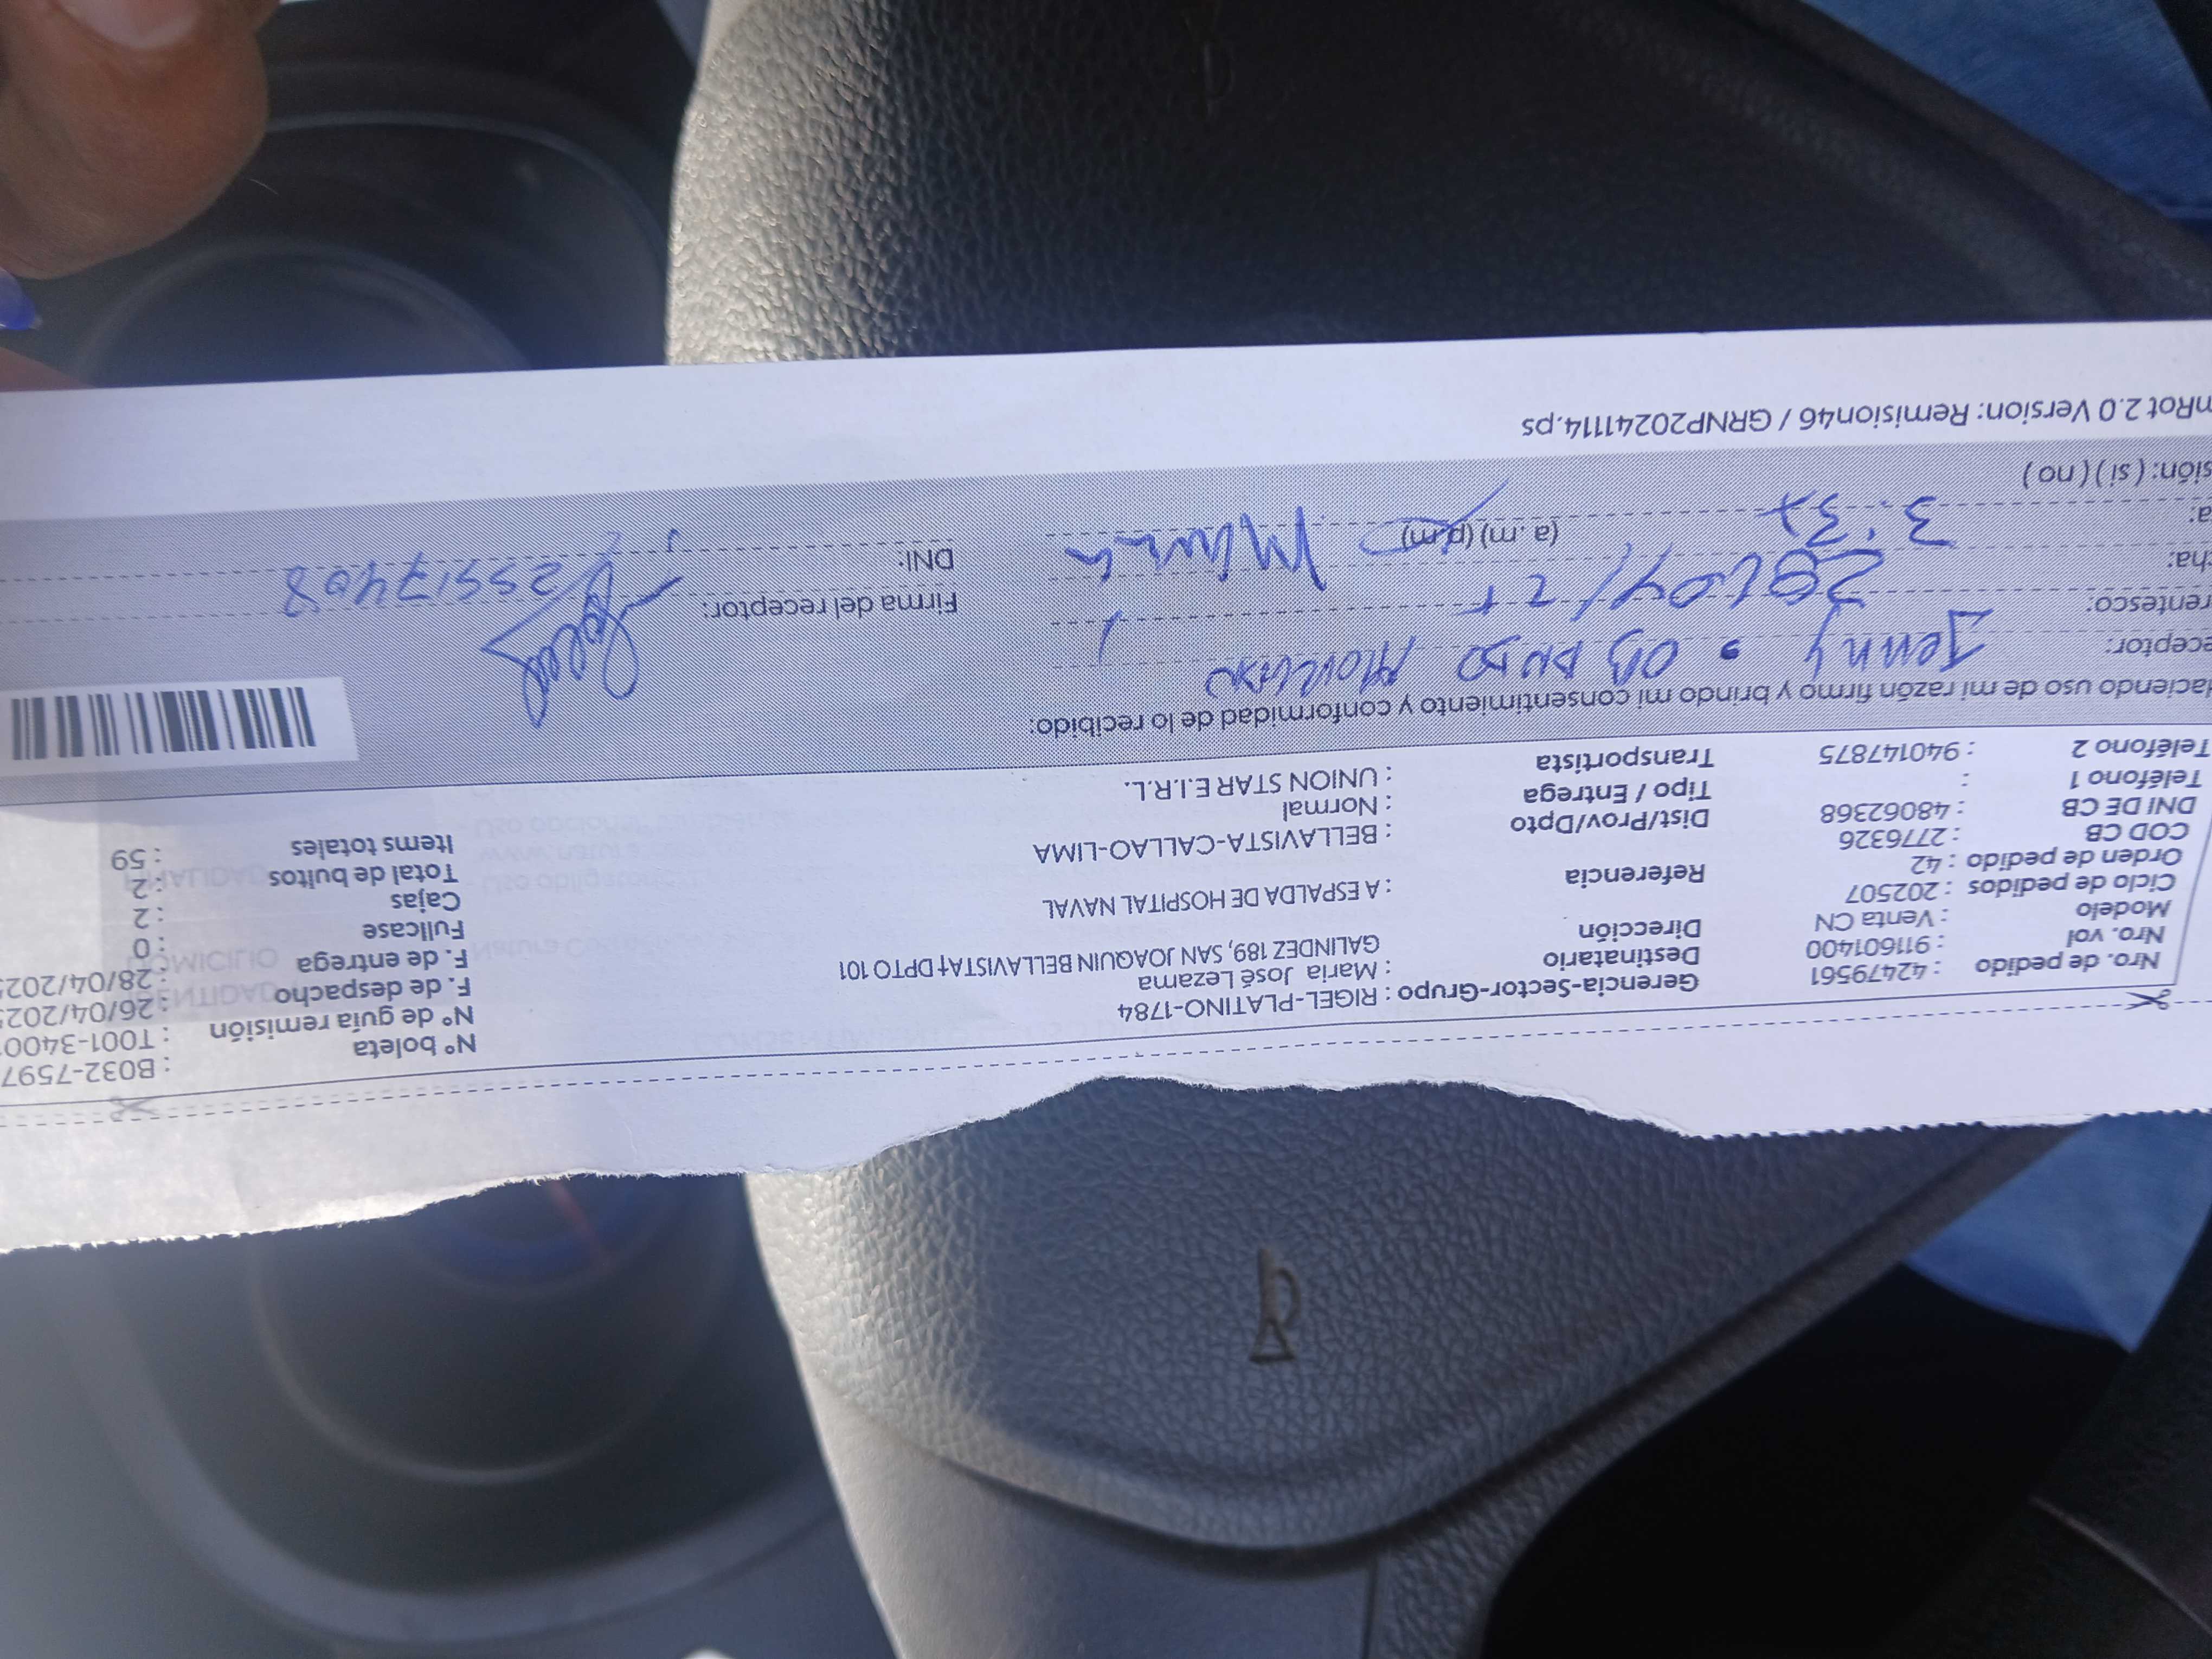 Nro. de pedido : 42479561
Nro. vol : 911601400
Modelo : Venta CN
Ciclo de pedidos : 202507
Orden de pedido : 42
COD CB : 2776326
DNI DE CB : 48062368
Teléfono 1 :
Teléfono 2 : 940147875
Gerencia-Sector-Grupo : RIGEL-PLATINO-1784
Destinatario : Maria José Lezama
Dirección GALINDEZ 189, SAN JOAQUIN BELLAVISTA† DPTO 101
Referencia : A ESPALDA DE HOSPITAL NAVAL
Dist/Prov/Dpto : BELLAVISTA-CALLAO-LIMA
Tipo / Entrega : Normal
Transportista : UNION STAR E.I.R.L.
N° boleta : B032-7597
N° de guía remisión : T001-3400
F. de despacho : 26/04/202
F. de entrega : 28/04/202
Fullcase : 0
Cajas : 2
Total de bultos : 2
Items totales : 59
Haciendo uso de mi razón firmo y brindo mi consentimiento y conformidad de lo recibido:
eceptor: Jenny
rentesco:
cha:
a: 3:37 (a .m) (p.m)
sión: ( si ) ( no )
Firma del receptor:
DNI: 25517408
nRot 2.0 Version: Remision46 / GRNP20241114.ps